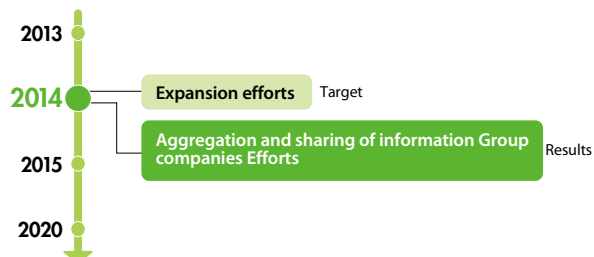 2013
2014
Expansion efforts Target
Aggregation and sharing of information Group
companies Efforts
Results
2015
2020